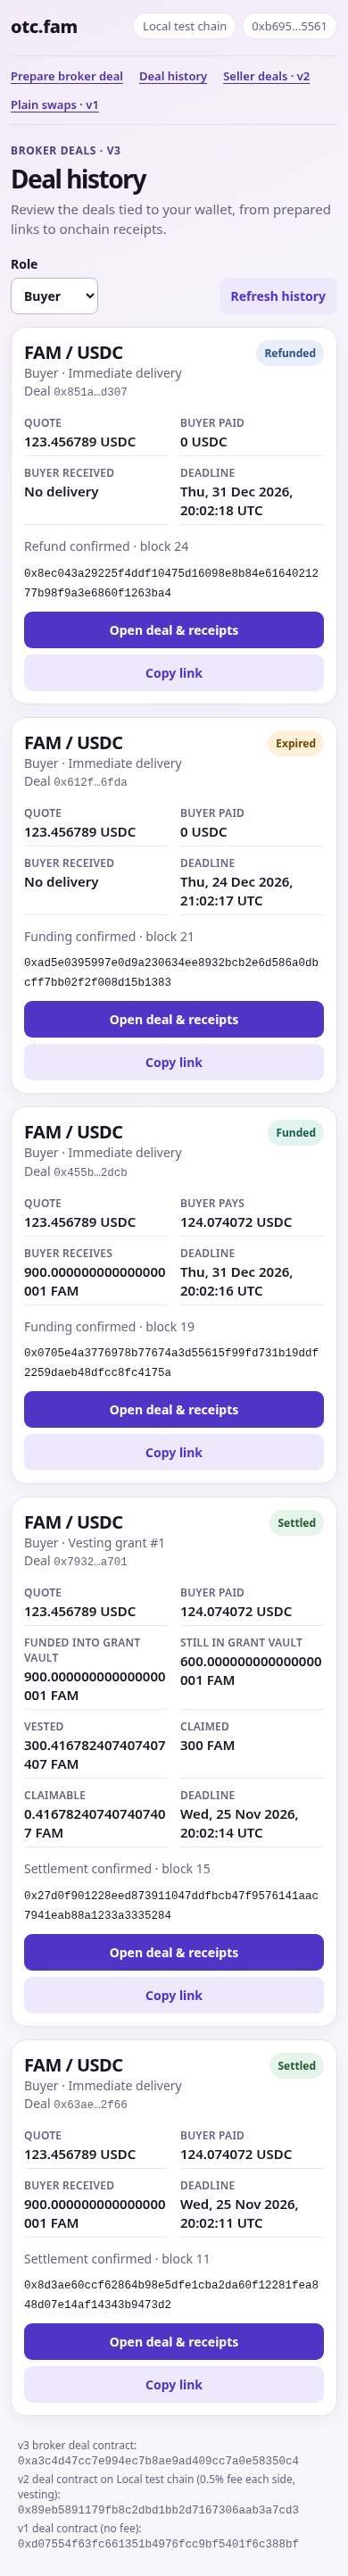 otc.fam
Local test chain
0xb695…5561
Prepare broker deal
Deal history
Seller deals · v2
Plain swaps · v1
BROKER DEALS · V3
Deal history
Review the deals tied to your wallet, from prepared
links to onchain receipts.
Role
Buyer
Refresh history
FAM / USDC
Refunded
Buyer · Immediate delivery
Deal 0x851a…d307
QUOTE
123.456789 USDC
BUYER PAID
0 USDC
BUYER RECEIVED
No delivery
DEADLINE
Thu, 31 Dec 2026,
20:02:18 UTC
Refund confirmed · block 24
0x8ec043a29225f4ddf10475d16098e8b84e61640212
77b98f9a3e6860f1263ba4
Open deal & receipts
Copy link
FAM / USDC
Expired
Buyer · Immediate delivery
Deal 0x612f…6fda
QUOTE
123.456789 USDC
BUYER PAID
0 USDC
BUYER RECEIVED
No delivery
DEADLINE
Thu, 24 Dec 2026,
21:02:17 UTC
Funding confirmed · block 21
0xad5e0395997e0d9a230634ee8932bcb2e6d586a0db
cff7bb02f2f008d15b1383
Open deal & receipts
Copy link
FAM / USDC
Funded
Buyer · Immediate delivery
Deal 0x455b…2dcb
QUOTE
123.456789 USDC
BUYER PAYS
124.074072 USDC
BUYER RECEIVES
900.000000000000000
001 FAM
DEADLINE
Thu, 31 Dec 2026,
20:02:16 UTC
Funding confirmed · block 19
0x0705e4a3776978b77674a3d55615f99fd731b19ddf
2259daeb48dfcc8fc4175a
Open deal & receipts
Copy link
FAM / USDC
Settled
Buyer · Vesting grant #1
Deal 0x7932…a701
QUOTE
123.456789 USDC
BUYER PAID
124.074072 USDC
FUNDED INTO GRANT
VAULT
900.000000000000000
001 FAM
STILL IN GRANT VAULT
600.000000000000000
001 FAM
VESTED
300.416782407407407
407 FAM
CLAIMED
300 FAM
CLAIMABLE
0.41678240740740740
7 FAM
DEADLINE
Wed, 25 Nov 2026,
20:02:14 UTC
Settlement confirmed · block 15
0x27d0f901228eed873911047ddfbcb47f9576141aac
7941eab88a1233a3335284
Open deal & receipts
Copy link
FAM / USDC
Settled
Buyer · Immediate delivery
Deal 0x63ae…2f66
QUOTE
123.456789 USDC
BUYER PAID
124.074072 USDC
BUYER RECEIVED
900.000000000000000
001 FAM
DEADLINE
Wed, 25 Nov 2026,
20:02:11 UTC
Settlement confirmed · block 11
0x8d3ae60ccf62864b98e5dfe1cba2da60f12281fea8
48d07e14af14343b9473d2
Open deal & receipts
Copy link
v3 broker deal contract:
0xa3c4d47cc7e994ec7b8ae9ad409cc7a0e58350c4
v2 deal contract on Local test chain (0.5% fee each side,
vesting):
0x89eb5891179fb8c2dbd1bb2d7167306aab3a7cd3
v1 deal contract (no fee):
0xd07554f63fc661351b4976fcc9bf5401f6c388bf